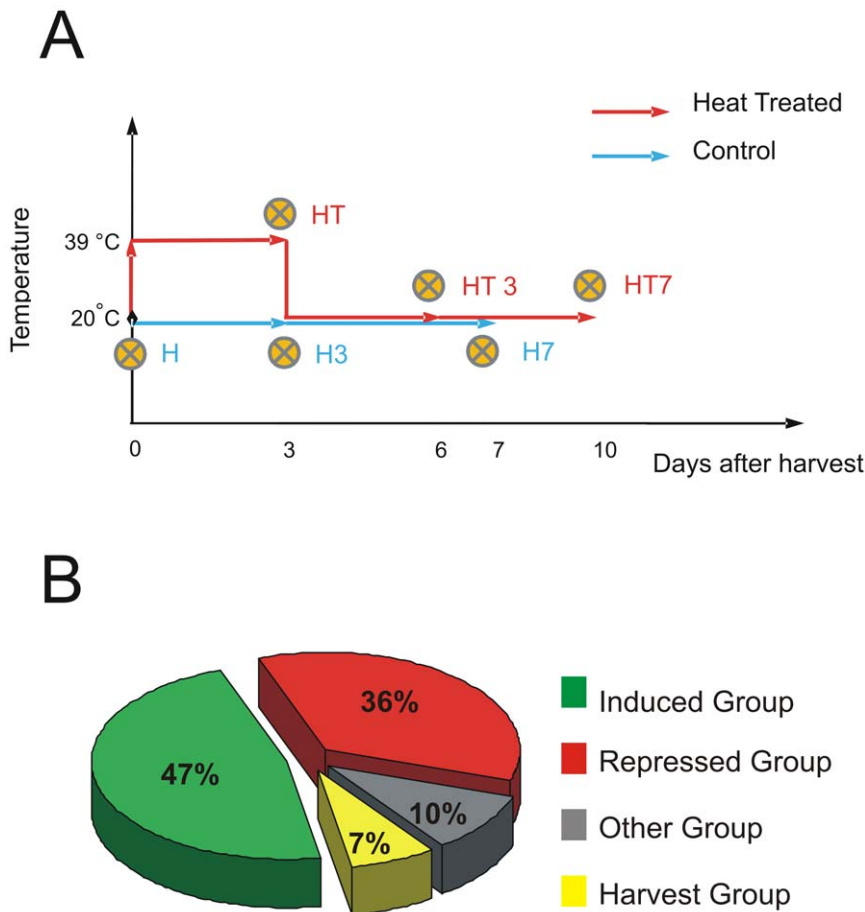 A
Heat Treated
Control
Temperature
39 °C
20°C
HT
HT 3
HT7
H
H3
H7
0 3 6 7 10
Days after harvest
B
36%
47%
10%
7%
Induced Group
Repressed Group
Other Group
Harvest Group